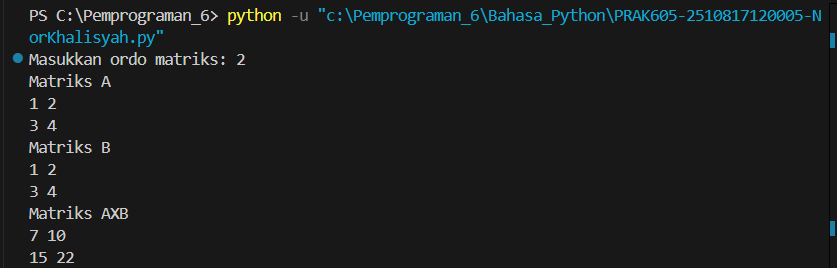 PS C:\Pemprograman_6> python -u "c:\Pemprograman_6\Bahasa_Python\PRAK605-2510817120005-N
orKhalisyah.py"
Masukkan ordo matriks: 2
Matriks A
1 2
3 4
Matriks B
1 2
3 4
Matriks AXB
7 10
15 22